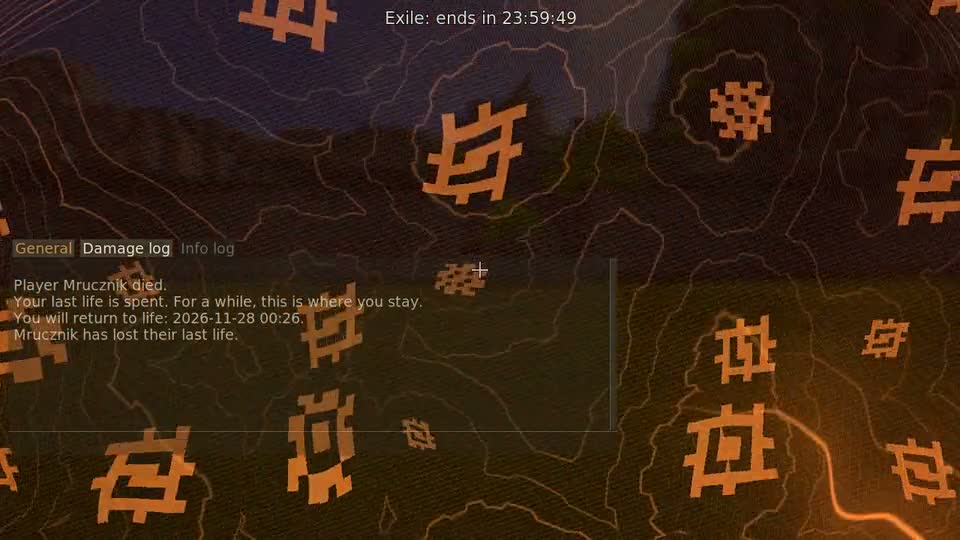 Exile: ends in 23:59:49
General Damage log Info log
Player Mrucznik died.
Your last life is spent. For a while, this is where you stay.
You will return to life: 2026-11-28 00:26.
Mrucznik has lost their last life.